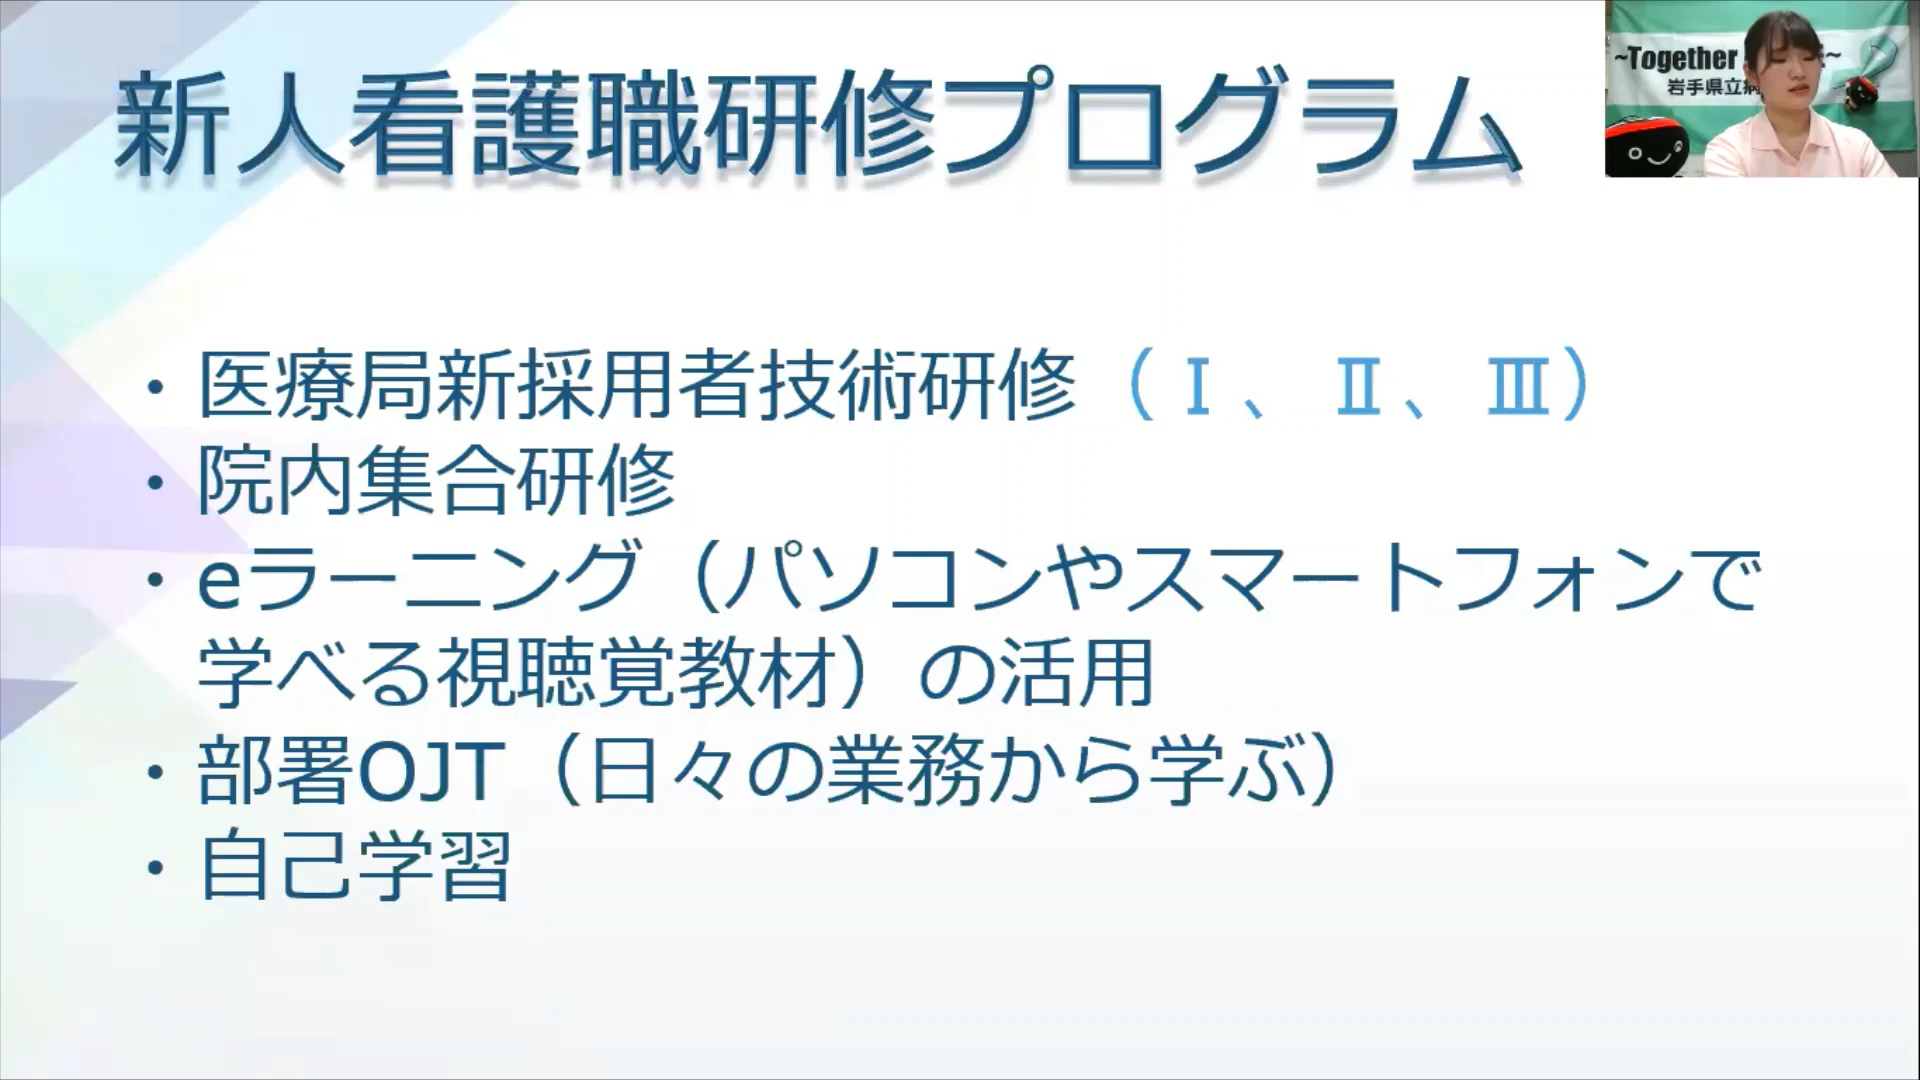 新人看護職研修プログラム
~Together
岩手県立病
・医療局新採用者技術研修（Ⅰ、Ⅱ、Ⅲ）
・院内集合研修
・eラーニング（パソコンやスマートフォンで
学べる視聴覚教材）の活用
・部署OJT（日々の業務から学ぶ）
・自己学習